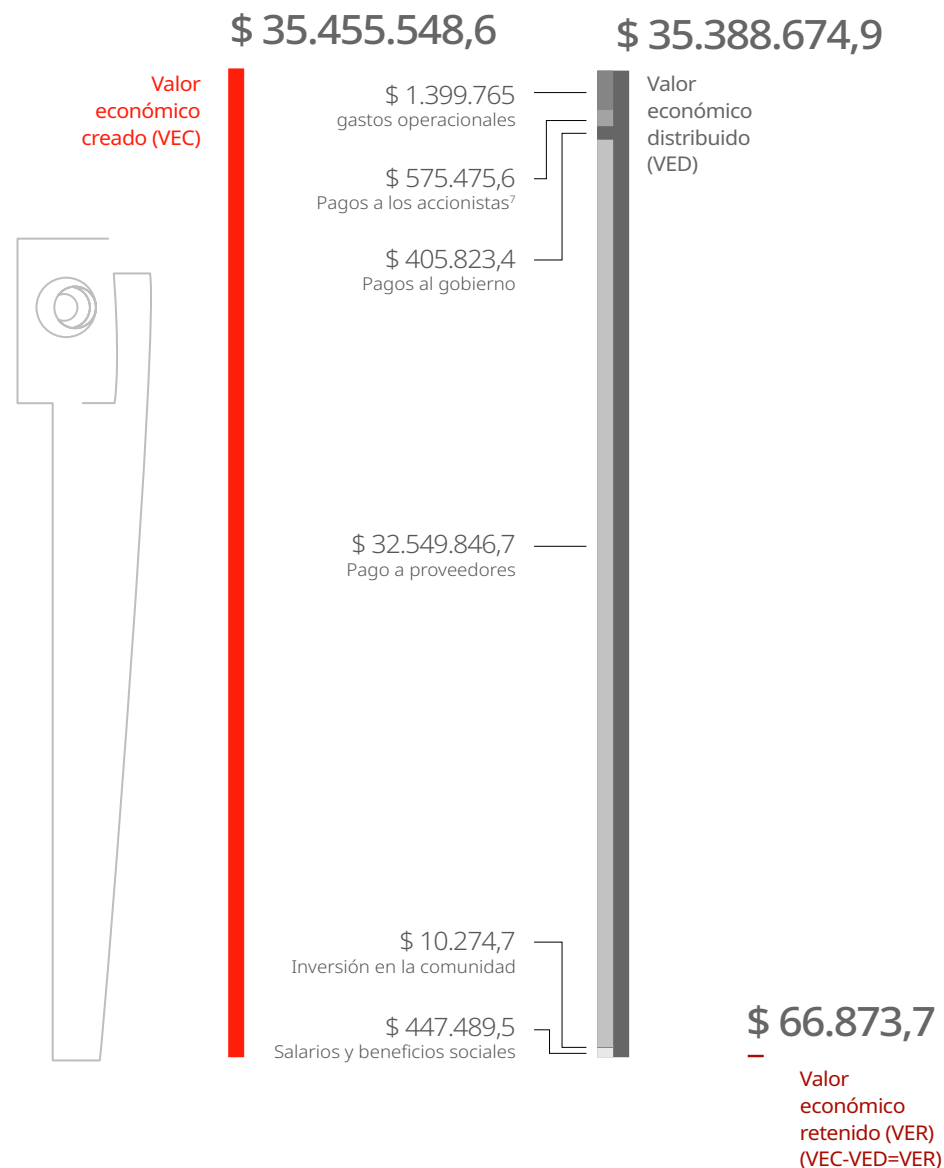 $ 35.455.548,6
Valor
económico
creado (VEC)
$ 35.388.674,9
Valor
económico
distribuido
(VED)
$ 1.399.765
gastos operacionales
$ 575.475,6
Pagos a los accionistas⁷
$ 405.823,4
Pagos al gobierno
$ 32.549.846,7
Pago a proveedores
$ 10.274,7
Inversión en la comunidad
$ 447.489,5
Salarios y beneficios sociales
$ 66.873,7
Valor
económico
retenido (VER)
(VEC-VED=VER)